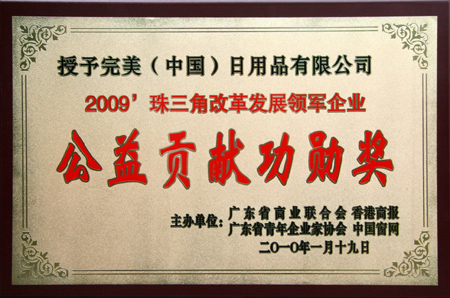 授予完美（中国）日用品有限公司
2009’珠三角改革发展领军企业
公益贡献功勋奖
主办单位：广东省商业联合会 香港商报
广东省青年企业家协会 中国窗网
二○一○年一月十九日